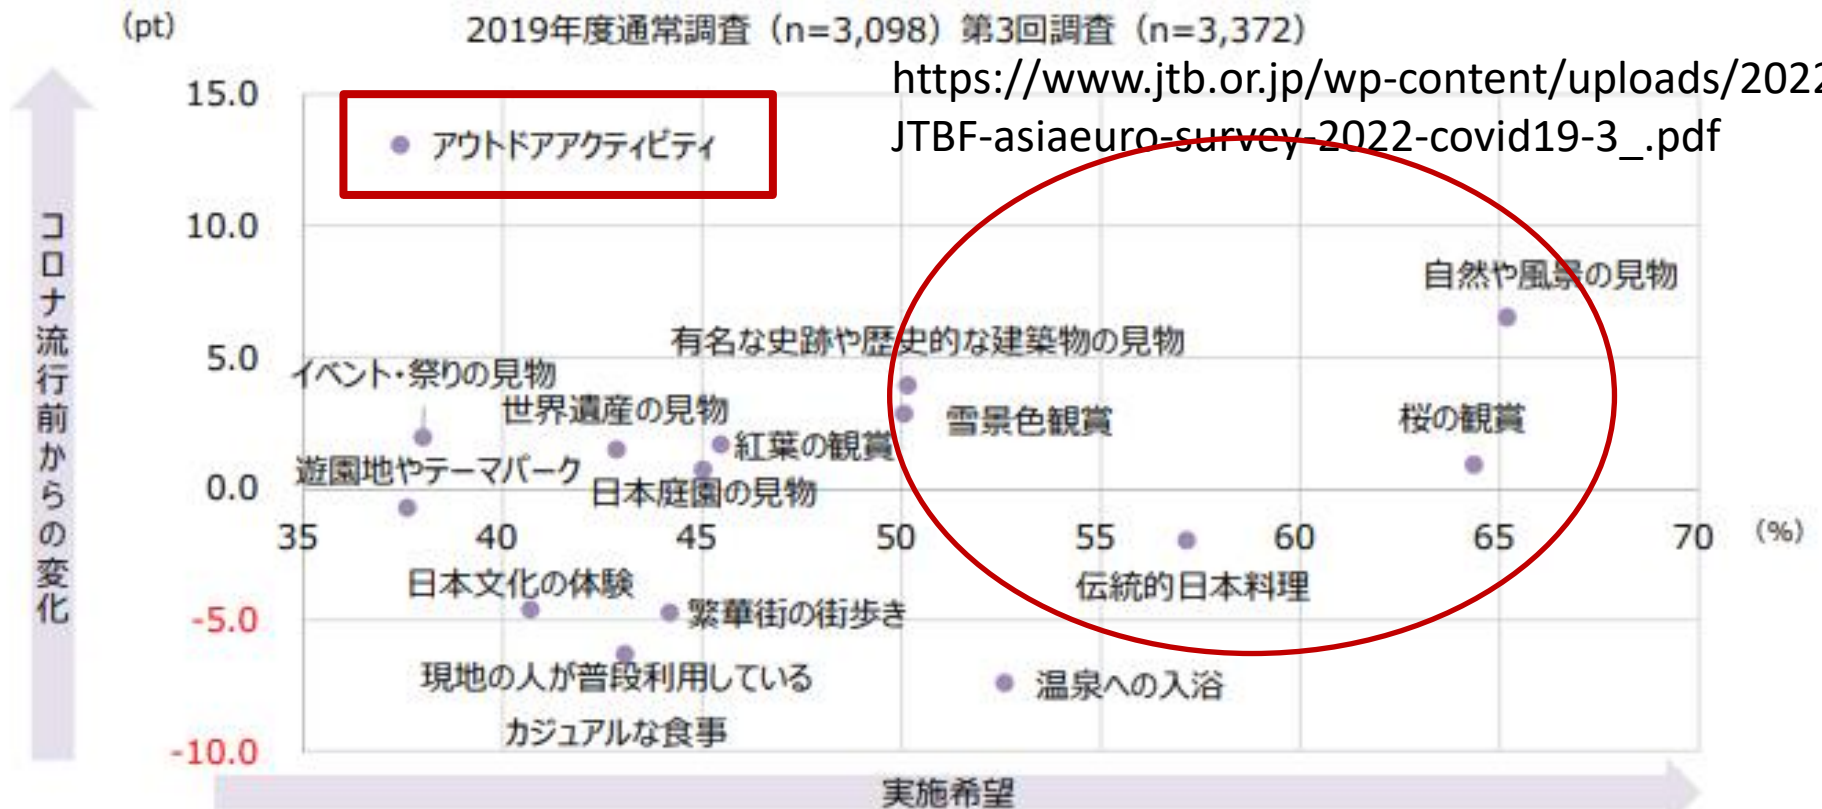 (pt)
2019年度通常調査（n=3,098）第3回調査（n=3,372）
https://www.jtb.or.jp/wp-content/uploads/2022
JTBF-asiaeuro-survey-2022-covid19-3_.pdf
15.0
アウトドアアクティビティ
10.0
自然や風景の見物
有名な史跡や歴史的な建築物の見物
5.0
イベント・祭りの見物
世界遺産の見物
雪景色観賞
桜の観賞
紅葉の観賞
遊園地やテーマパーク
0.0
日本庭園の見物
35 40 45 50 55 60 65 70 (%)
日本文化の体験
伝統的日本料理
繁華街の街歩き
-5.0
現地の人が普段利用している
カジュアルな食事
温泉への入浴
-10.0
コロナ流行前からの変化
実施希望